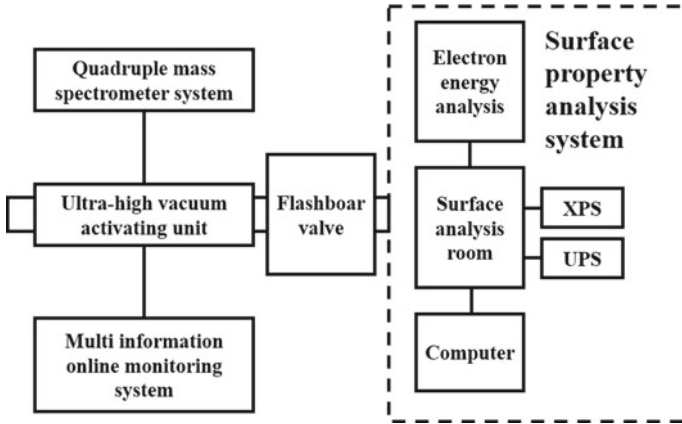 Quadruple mass
spectrometer system
Ultra-high vacuum
activating unit
Multi information
online monitoring
system
Flashboar
valve
Electron
energy
analysis
Surface
property
analysis
system
Surface
analysis
room
XPS
UPS
Computer